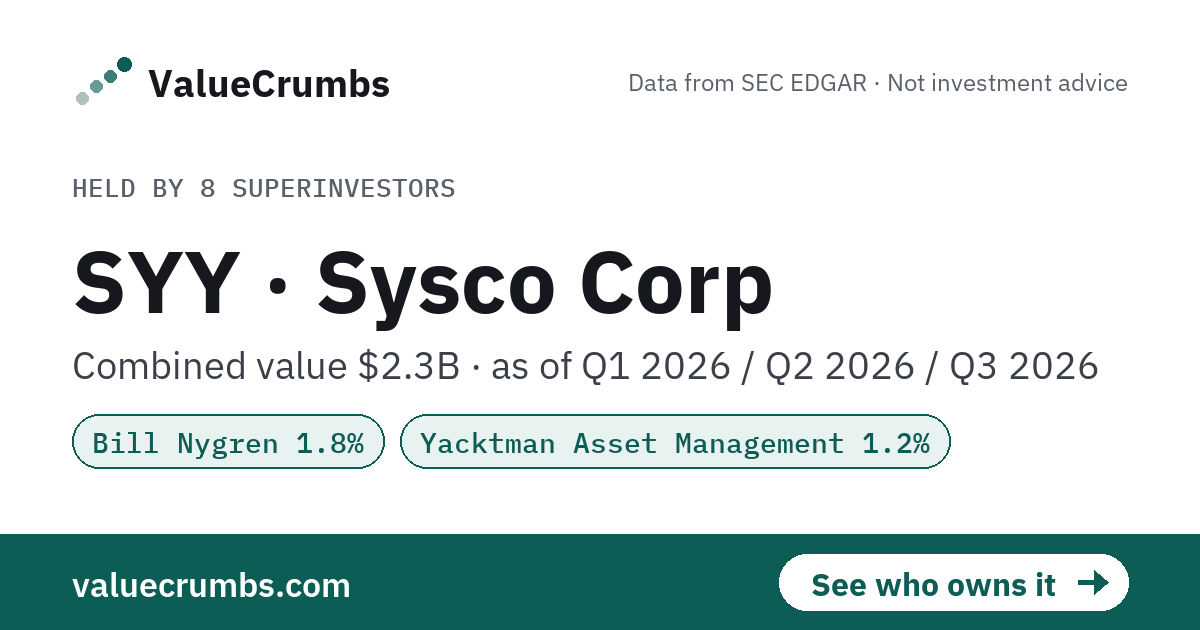 ValueCrumbs
Data from SEC EDGAR · Not investment advice
HELD BY 8 SUPERINVESTORS
SYY · Sysco Corp
Combined value $2.3B · as of Q1 2026 / Q2 2026 / Q3 2026
Bill Nygren 1.8%
Yacktman Asset Management 1.2%
valuecrumbs.com
See who owns it →